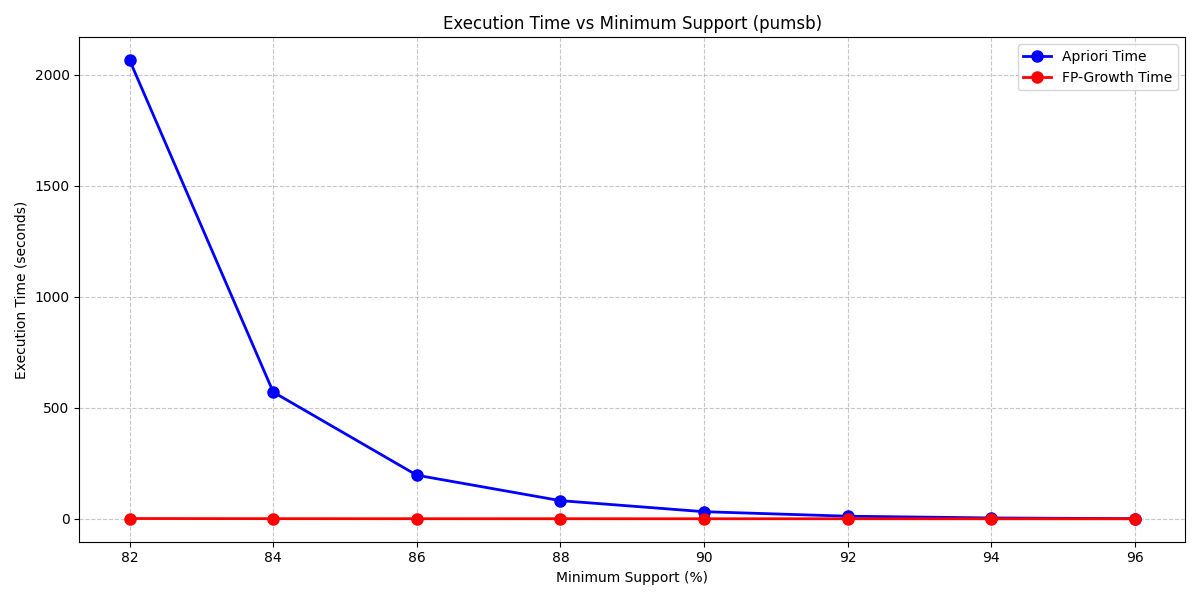 Execution Time vs Minimum Support (pumsb)
Apriori Time
FP-Growth Time
Execution Time (seconds)
2000
1500
1000
500
0
82 84 86 88 90 92 94 96
Minimum Support (%)